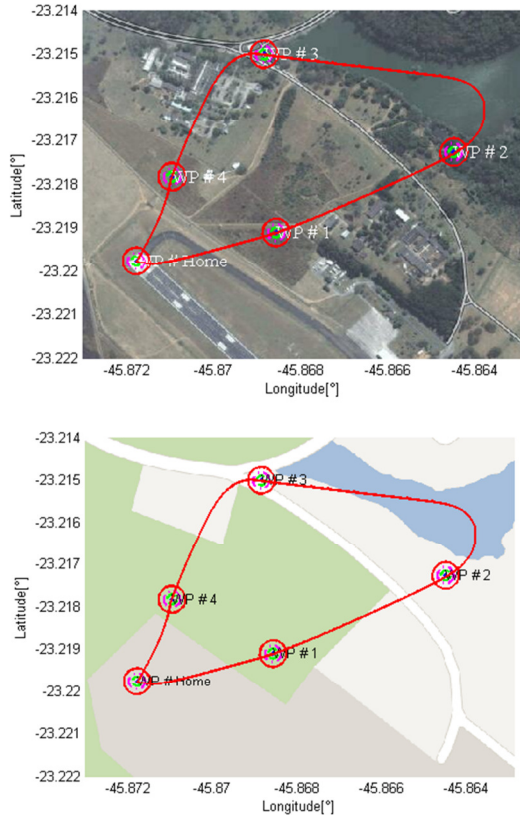 -23.214
-23.215
-23.216
-23.217
-23.218
-23.219
-23.22
-23.221
-23.222
Latitude[°]
WP # 3
WP # 2
WP # 4
WP # 1
WP # Home
-45.872
-45.87
-45.868
-45.866
-45.864
Longitude[°]
-23.214
-23.215
-23.216
-23.217
-23.218
-23.219
-23.22
-23.221
-23.222
Latitude[°]
WP # 3
WP # 2
WP # 4
WP # 1
WP # Home
-45.872
-45.87
-45.868
-45.866
-45.864
Longitude[°]